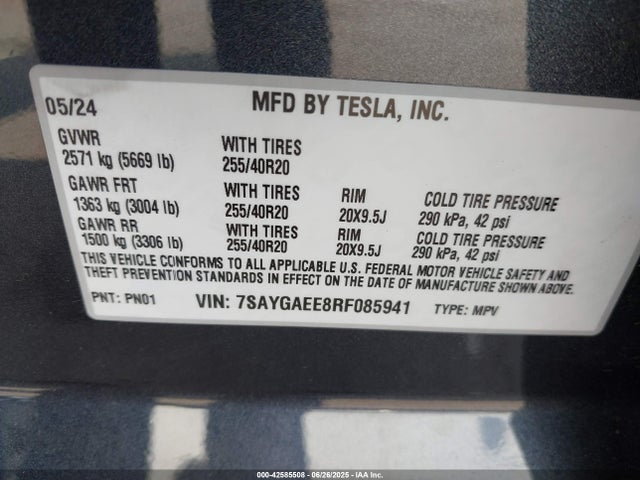 05/24 MFD BY TESLA, INC.
GVWR
2571 kg (5669 lb) WITH TIRES 255/40R20
GAWR FRT
1363 kg (3004 lb) WITH TIRES 255/40R20 RIM 20X9.5J COLD TIRE PRESSURE 290 kPa, 42 psi
GAWR RR
1500 kg (3306 lb) WITH TIRES 255/40R20 RIM 20X9.5J COLD TIRE PRESSURE 290 kPa, 42 psi
THIS VEHICLE CONFORMS TO ALL APPLICABLE U.S. FEDERAL MOTOR VEHICLE SAFETY AND
THEFT PREVENTION STANDARDS IN EFFECT ON THE DATE OF MANUFACTURE SHOWN ABOVE.
PNT: PN01 VIN: 7SAYGAEE8RF085941 TYPE: MPV
000-42585508 - 06/26/2025 - IAA Inc.